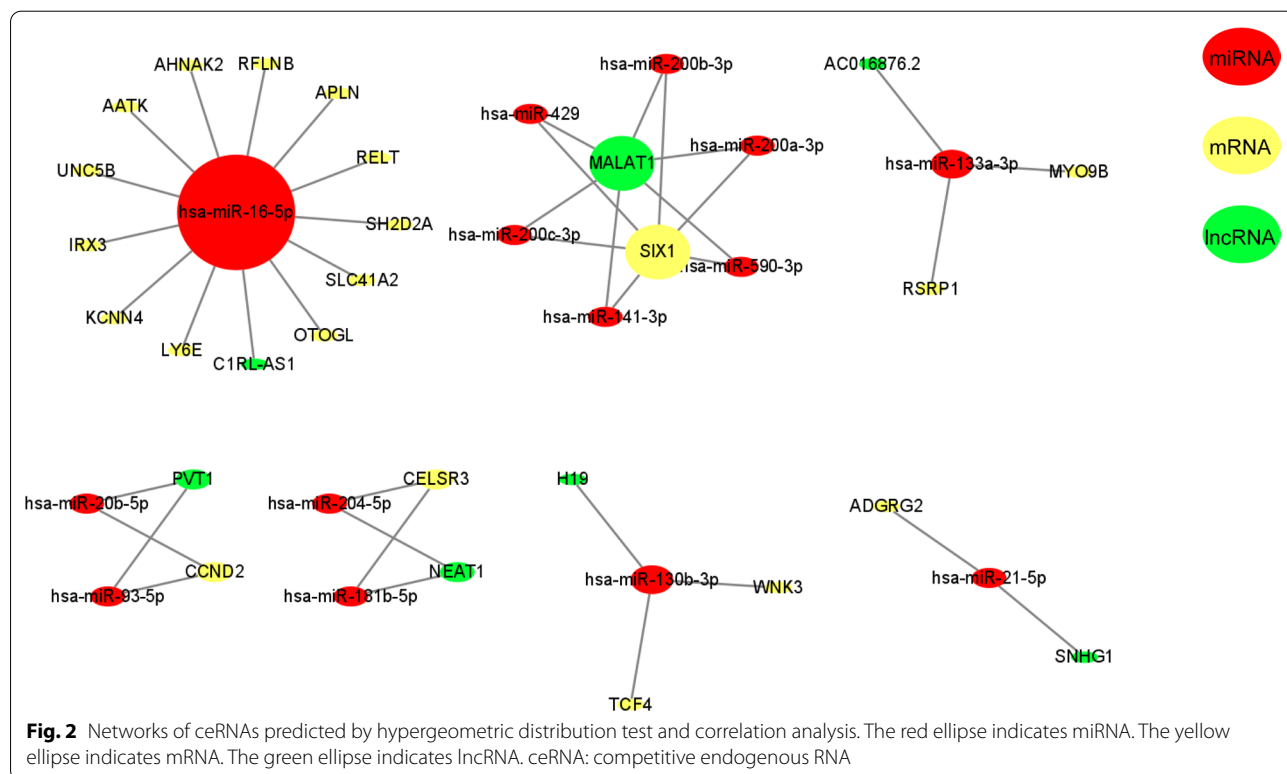 AHNAK2
RFLNB
AATK
APLN
UNC5B
RELT
hsa-miR-16-5p
SH2D2A
IRX3
SLC41A2
KCNN4
OTOGL
LY6E
C1RL-AS1
hsa-miR-200b-3p
hsa-miR-429
MALAT1
hsa-miR-200a-3p
hsa-miR-200c-3p
SIX1
hsa-miR-590-3p
hsa-miR-141-3p
AC016876.2
hsa-miR-133a-3p
MYO9B
RSRP1
miRNA
mRNA
lncRNA
PVT1
hsa-miR-20b-5p
CCND2
hsa-miR-93-5p
CELSR3
hsa-miR-204-5p
NEAT1
hsa-miR-181b-5p
H19
hsa-miR-130b-3p
WNK3
TCF4
ADGRG2
hsa-miR-21-5p
SNHG1
Fig. 2 Networks of ceRNAs predicted by hypergeometric distribution test and correlation analysis. The red ellipse indicates miRNA. The yellow
ellipse indicates mRNA. The green ellipse indicates lncRNA. ceRNA: competitive endogenous RNA